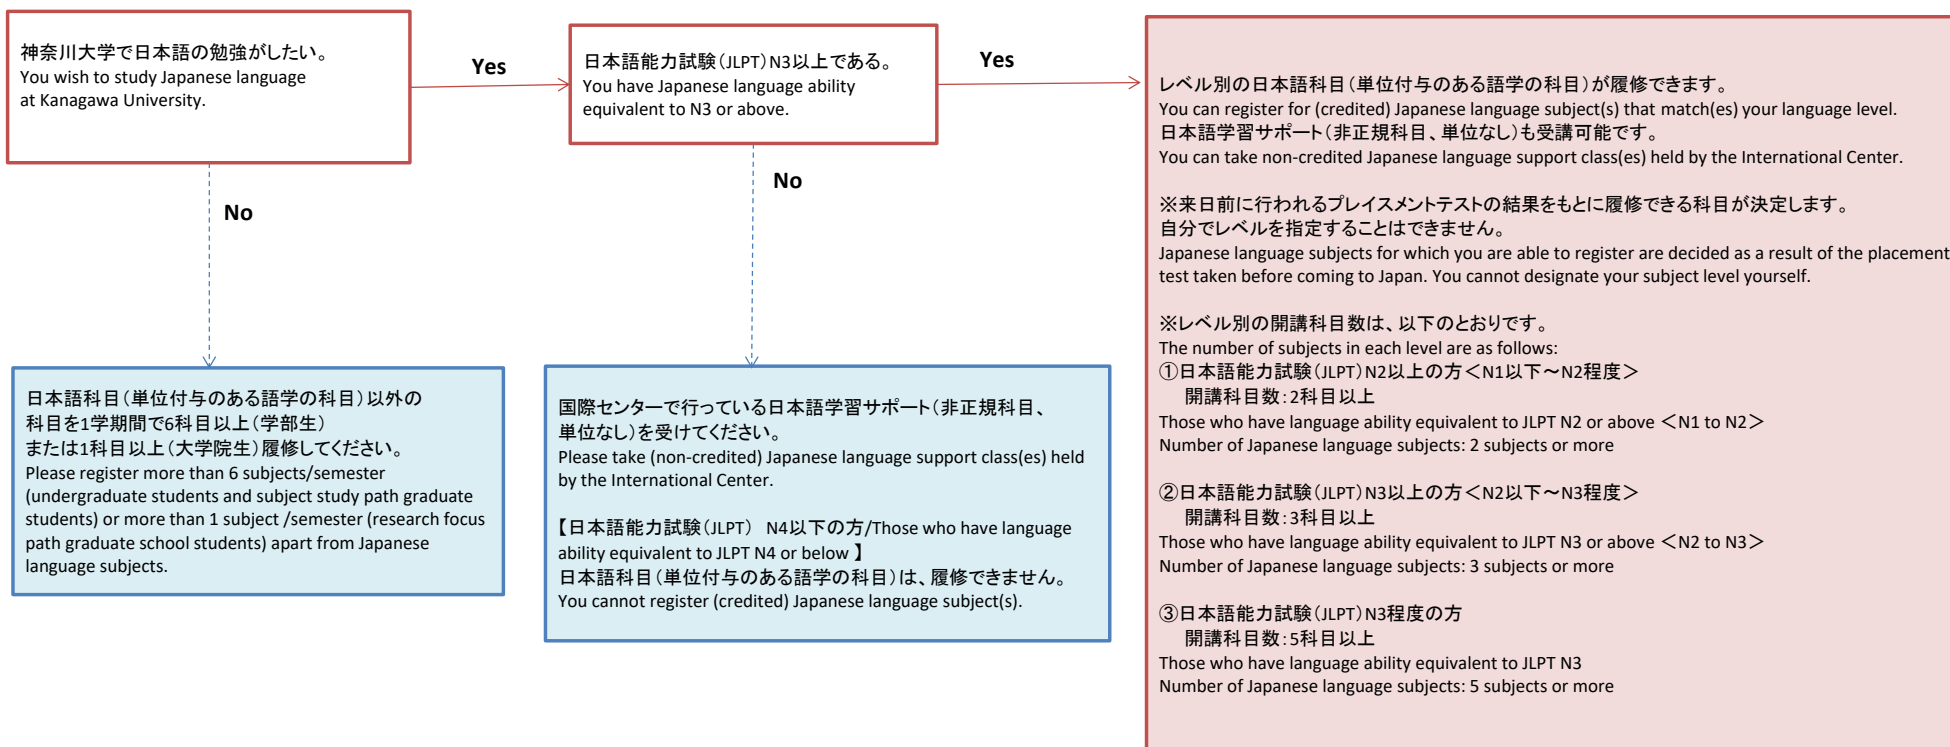 神奈川大学で日本語の勉強がしたい。
You wish to study Japanese language
at Kanagawa University.
Yes
No
日本語能力試験（JLPT）N3以上である。
You have Japanese language ability
equivalent to N3 or above.
Yes
No
日本語科目（単位付与のある語学の科目）以外の
科目を1学期間で6科目以上（学部生）
または1科目以上（大学院生）履修してください。
Please register more than 6 subjects/semester
(undergraduate students and subject study path graduate
students) or more than 1 subject /semester (research focus
path graduate school students) apart from Japanese
language subjects.
国際センターで行っている日本語学習サポート（非正規科目、
単位なし）を受けてください。
Please take (non-credited) Japanese language support class(es) held
by the International Center.
【日本語能力試験（JLPT）　N4以下の方/Those who have language
ability equivalent to JLPT N4 or below 】
日本語科目（単位付与のある語学の科目）は、履修できません。
You cannot register (credited) Japanese language subject(s).
レベル別の日本語科目（単位付与のある語学の科目）が履修できます。
You can register for (credited) Japanese language subject(s) that match(es) your language level.
日本語学習サポート（非正規科目、単位なし）も受講可能です。
You can take non-credited Japanese language support class(es) held by the International Center.
※来日前に行われるプレイスメントテストの結果をもとに履修できる科目が決定します。
自分でレベルを指定することはできません。
Japanese language subjects for which you are able to register are decided as a result of the placement
test taken before coming to Japan. You cannot designate your subject level yourself.
※レベル別の開講科目数は、以下のとおりです。
The number of subjects in each level are as follows:
①日本語能力試験（JLPT）N2以上の方＜N1以下～N2程度＞
開講科目数：2科目以上
Those who have language ability equivalent to JLPT N2 or above ＜N1 to N2＞
Number of Japanese language subjects: 2 subjects or more
②日本語能力試験（JLPT）N3以上の方＜N2以下～N3程度＞
開講科目数：3科目以上
Those who have language ability equivalent to JLPT N3 or above ＜N2 to N3＞
Number of Japanese language subjects: 3 subjects or more
③日本語能力試験（JLPT）N3程度の方
開講科目数：5科目以上
Those who have language ability equivalent to JLPT N3
Number of Japanese language subjects: 5 subjects or more